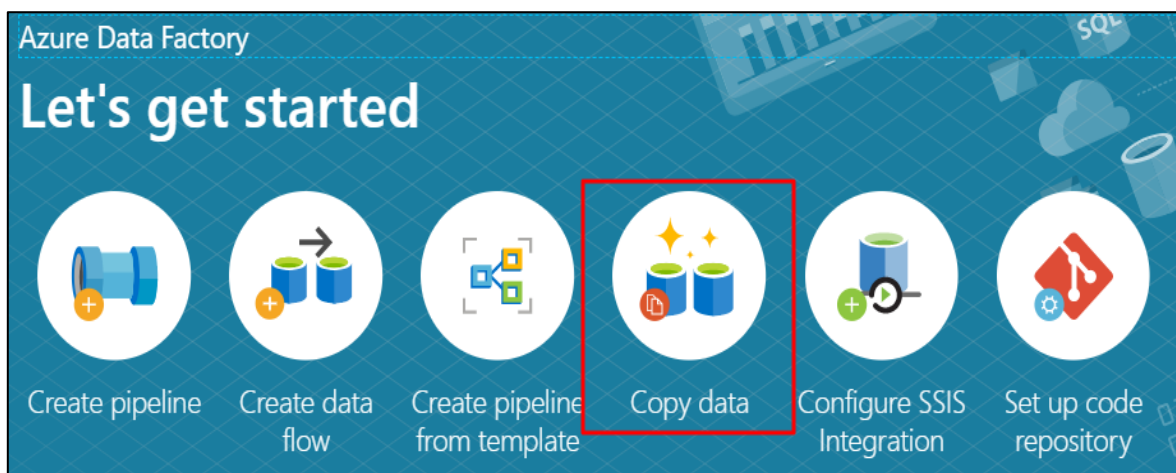 Azure Data Factory
SQL
Let's get started
Create pipeline
Create data
flow
Create pipeline
from template
Copy data
Configure SSIS
Integration
Set up code
repository